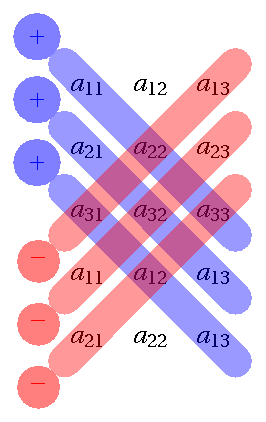 +
a₁₁ a₁₂ a₁₃
+
a₂₁ a₂₂ a₂₃
+
a₃₁ a₃₂ a₃₃
−
a₁₁ a₁₂ a₁₃
−
a₂₁ a₂₂ a₁₃
−